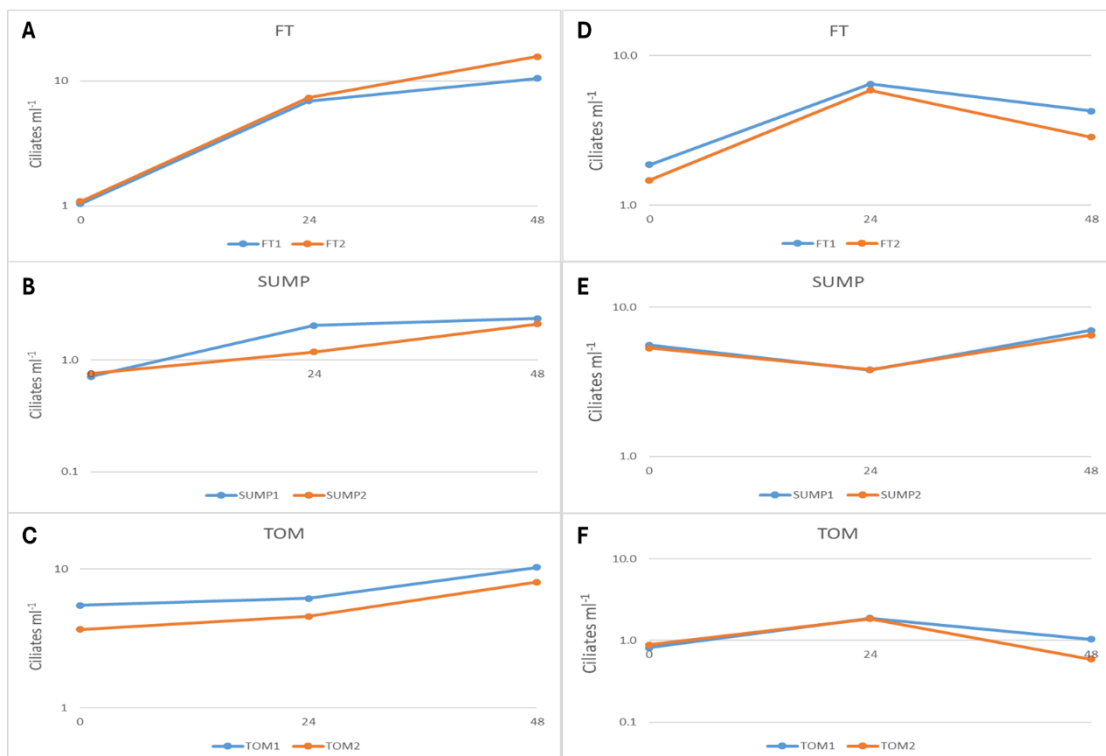 A
FT
10
Ciliates ml-1
1
0
24
48
FT1 FT2
B
SUMP
1.0
Ciliates ml-1
0
24
48
0.1
SUMP1 SUMP2
C
TOM
10
Ciliates ml-1
1
0
24
48
TOM1 TOM2
D
FT
10.0
Ciliates ml-1
1.0
0
24
48
FT1 FT2
E
SUMP
10.0
Ciliates ml-1
1.0
0
24
48
SUMP1 SUMP2
F
TOM
10.0
Ciliates ml-1
1.0
0
24
48
0.1
TOM1 TOM2